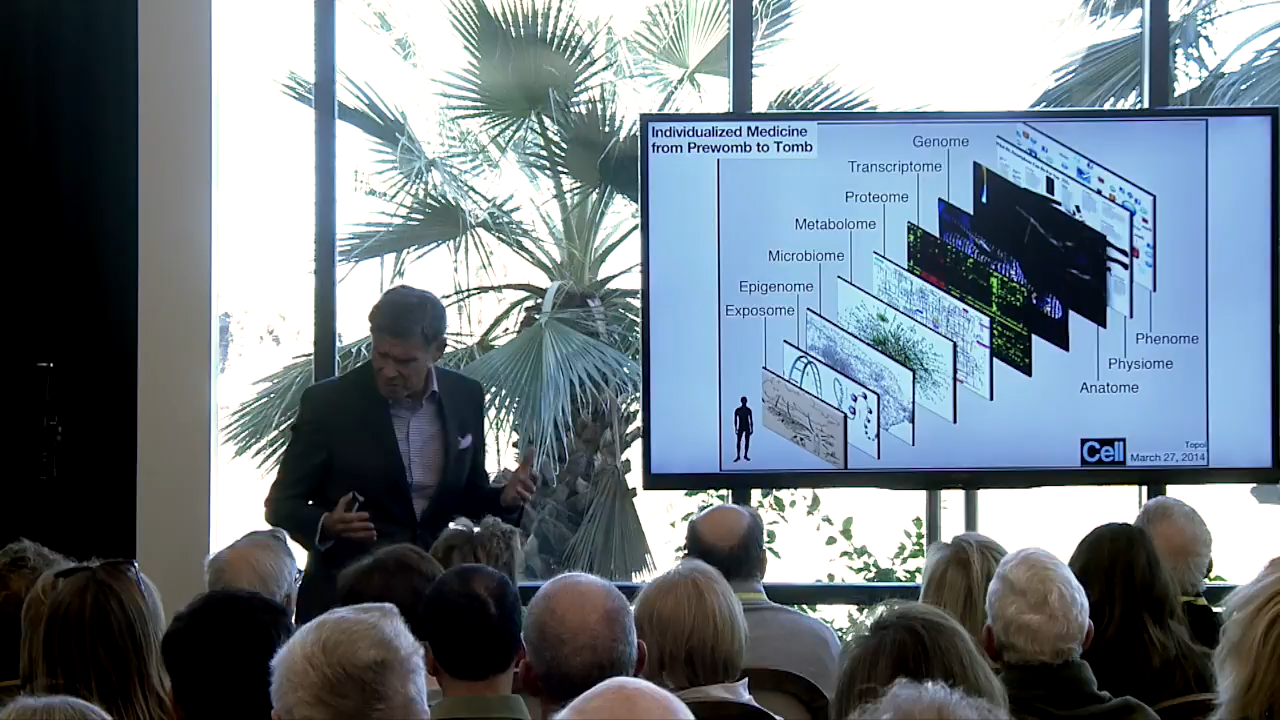 Individualized Medicine
from Prewomb to Tomb
Genome
Transcriptome
Proteome
Metabolome
Microbiome
Epigenome
Exposome
Phenome
Physiome
Anatome
Cell
Topol
March 27, 2014